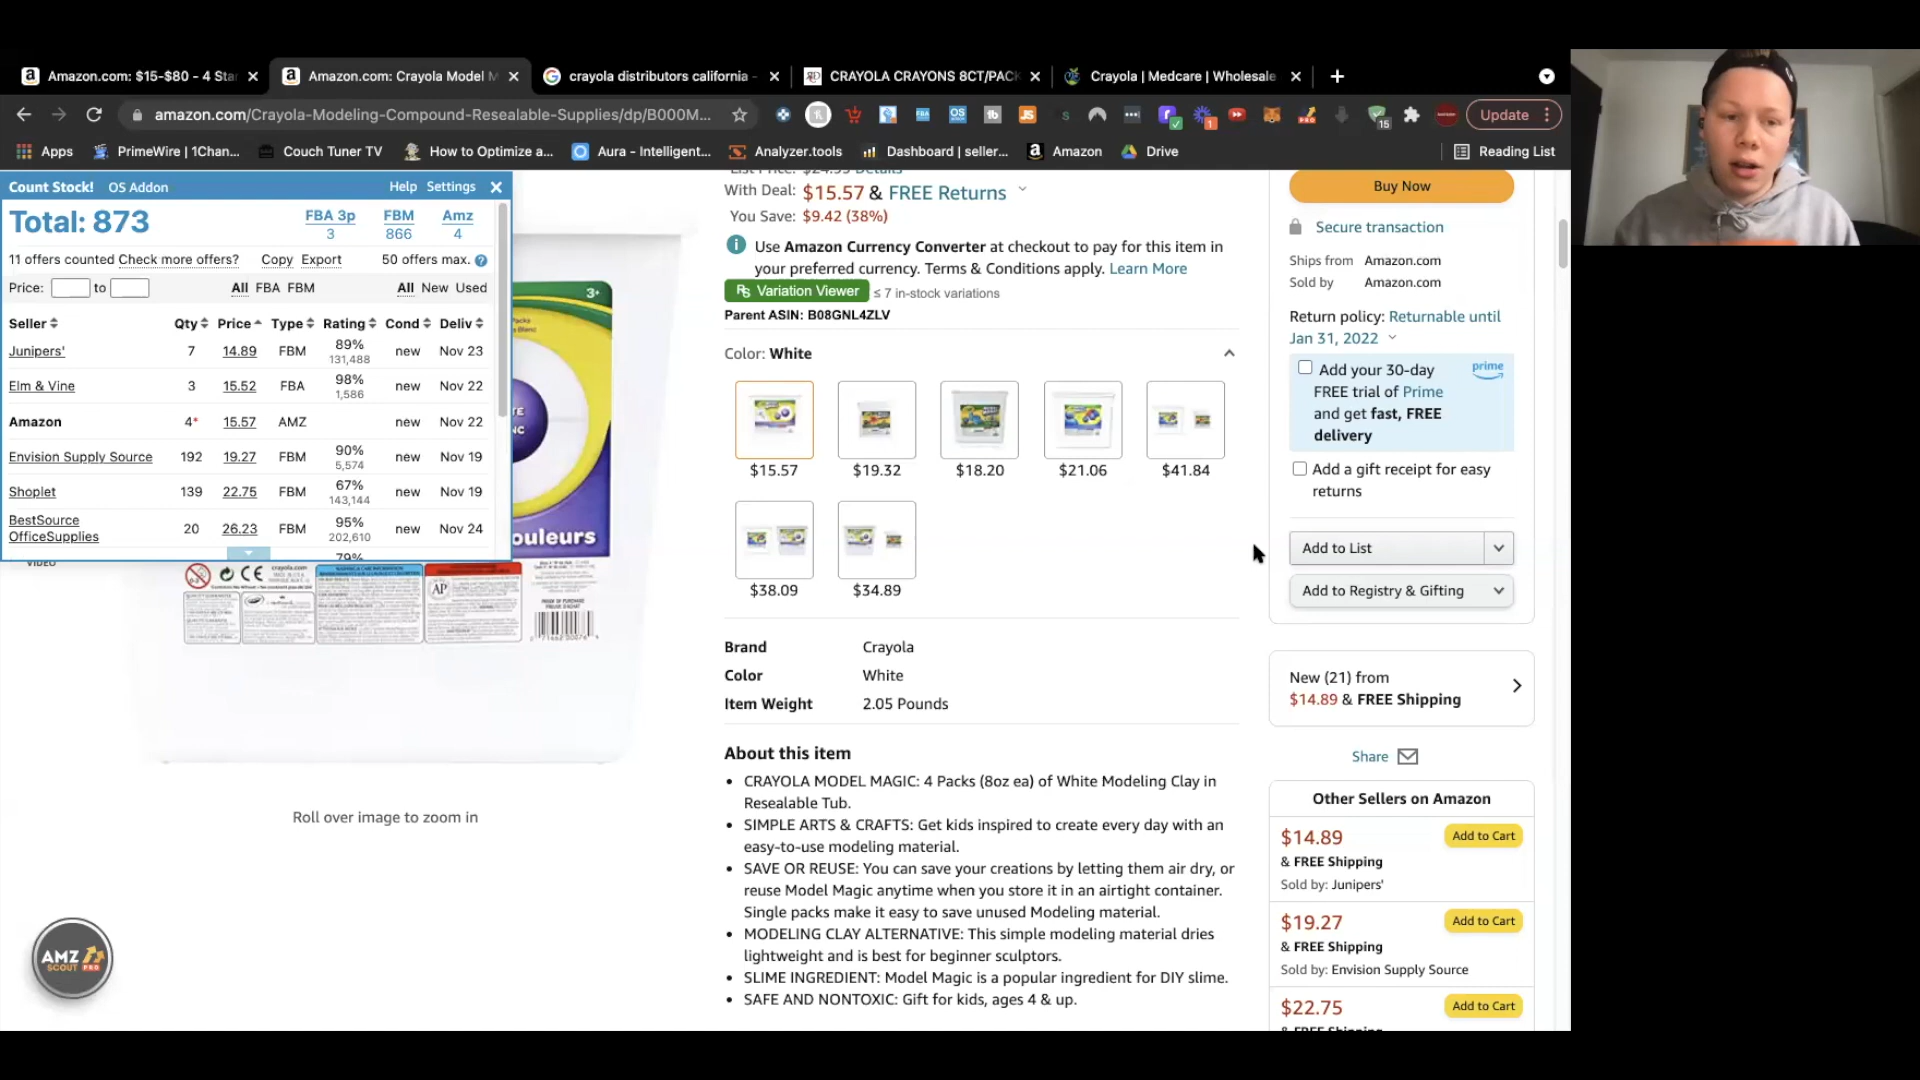 Amazon.com: $15-$80 - 4 Sta
Amazon.com: Crayola Model M
crayola distributors california -
CRAYOLA CRAYONS 8CT/PAC
Crayola | Medcare | Wholesale
amazon.com/Crayola-Modeling-Compound-Resealable-Supplies/dp/B000M...
Update
Apps
PrimeWire | 1Chan...
Couch Tuner TV
How to Optimize a...
Aura - Intelligent...
Analyzer.tools
Dashboard | seller...
Amazon
Drive
Reading List
Count Stock! OS Addon
Help Settings
Total: 873
FBA 3p FBM Amz
3 866 4
11 offers counted Check more offers? Copy Export 50 offers max.
Price: to All FBA FBM All New Used
Seller Qty Price Type Rating Cond Deliv
Junipers' 7 14.89 FBM 89% 131,488 new Nov 23
Elm & Vine 3 15.52 FBA 98% 1,586 new Nov 22
Amazon 4* 15.57 AMZ new Nov 22
Envision Supply Source 192 19.27 FBM 90% 5,574 new Nov 19
Shoplet 139 22.75 FBM 67% 143,144 new Nov 19
BestSource
OfficeSupplies 20 26.23 FBM 95% 202,610 new Nov 24
79%
VIDEO
3+
ouleurs
crayola.com
AP
Roll over image to zoom in
AMZ
SCOUT PRO
List Price: $24.99 Details
With Deal: $15.57 & FREE Returns
You Save: $9.42 (38%)
Use Amazon Currency Converter at checkout to pay for this item in
your preferred currency. Terms & Conditions apply. Learn More
Variation Viewer ≤ 7 in-stock variations
Parent ASIN: B08GNL4ZLV
Color: White
$15.57 $19.32 $18.20 $21.06 $41.84
$38.09 $34.89
Brand Crayola
Color White
Item Weight 2.05 Pounds
About this item
CRAYOLA MODEL MAGIC: 4 Packs (8oz ea) of White Modeling Clay in
Resealable Tub.
SIMPLE ARTS & CRAFTS: Get kids inspired to create every day with an
easy-to-use modeling material.
SAVE OR REUSE: You can save your creations by letting them air dry, or
reuse Model Magic anytime when you store it in an airtight container.
Single packs make it easy to save unused Modeling material.
MODELING CLAY ALTERNATIVE: This simple modeling material dries
lightweight and is best for beginner sculptors.
SLIME INGREDIENT: Model Magic is a popular ingredient for DIY slime.
SAFE AND NONTOXIC: Gift for kids, ages 4 & up.
Buy Now
Secure transaction
Ships from Amazon.com
Sold by Amazon.com
Return policy: Returnable until
Jan 31, 2022
Add your 30-day
FREE trial of Prime
and get fast, FREE
delivery
prime
Add a gift receipt for easy
returns
Add to List
Add to Registry & Gifting
New (21) from
$14.89 & FREE Shipping
Share
Other Sellers on Amazon
$14.89 Add to Cart
& FREE Shipping
Sold by: Junipers'
$19.27 Add to Cart
& FREE Shipping
Sold by: Envision Supply Source
$22.75 Add to Cart
& FREE Shipping